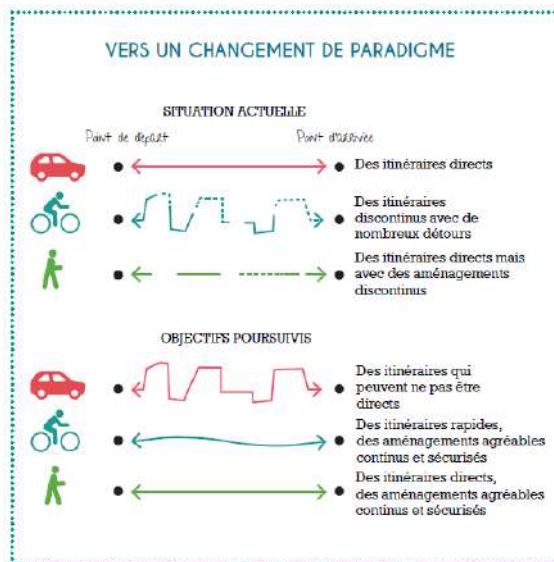 VERS UN CHANGEMENT DE PARADIGME
SITUATION ACTUELLE
Point de départ
Point d'arrivée
Des itinéraires directs
Des itinéraires
discontinus avec de
nombreux détours
Des itinéraires directs mais
avec des aménagements
discontinus
OBJECTIFS POURSUIVIS
Des itinéraires qui
peuvent ne pas être
directs
Des itinéraires rapides,
des aménagements agréables
continus et sécurisés
Des itinéraires directs,
des aménagements agréables
continus et sécurisés